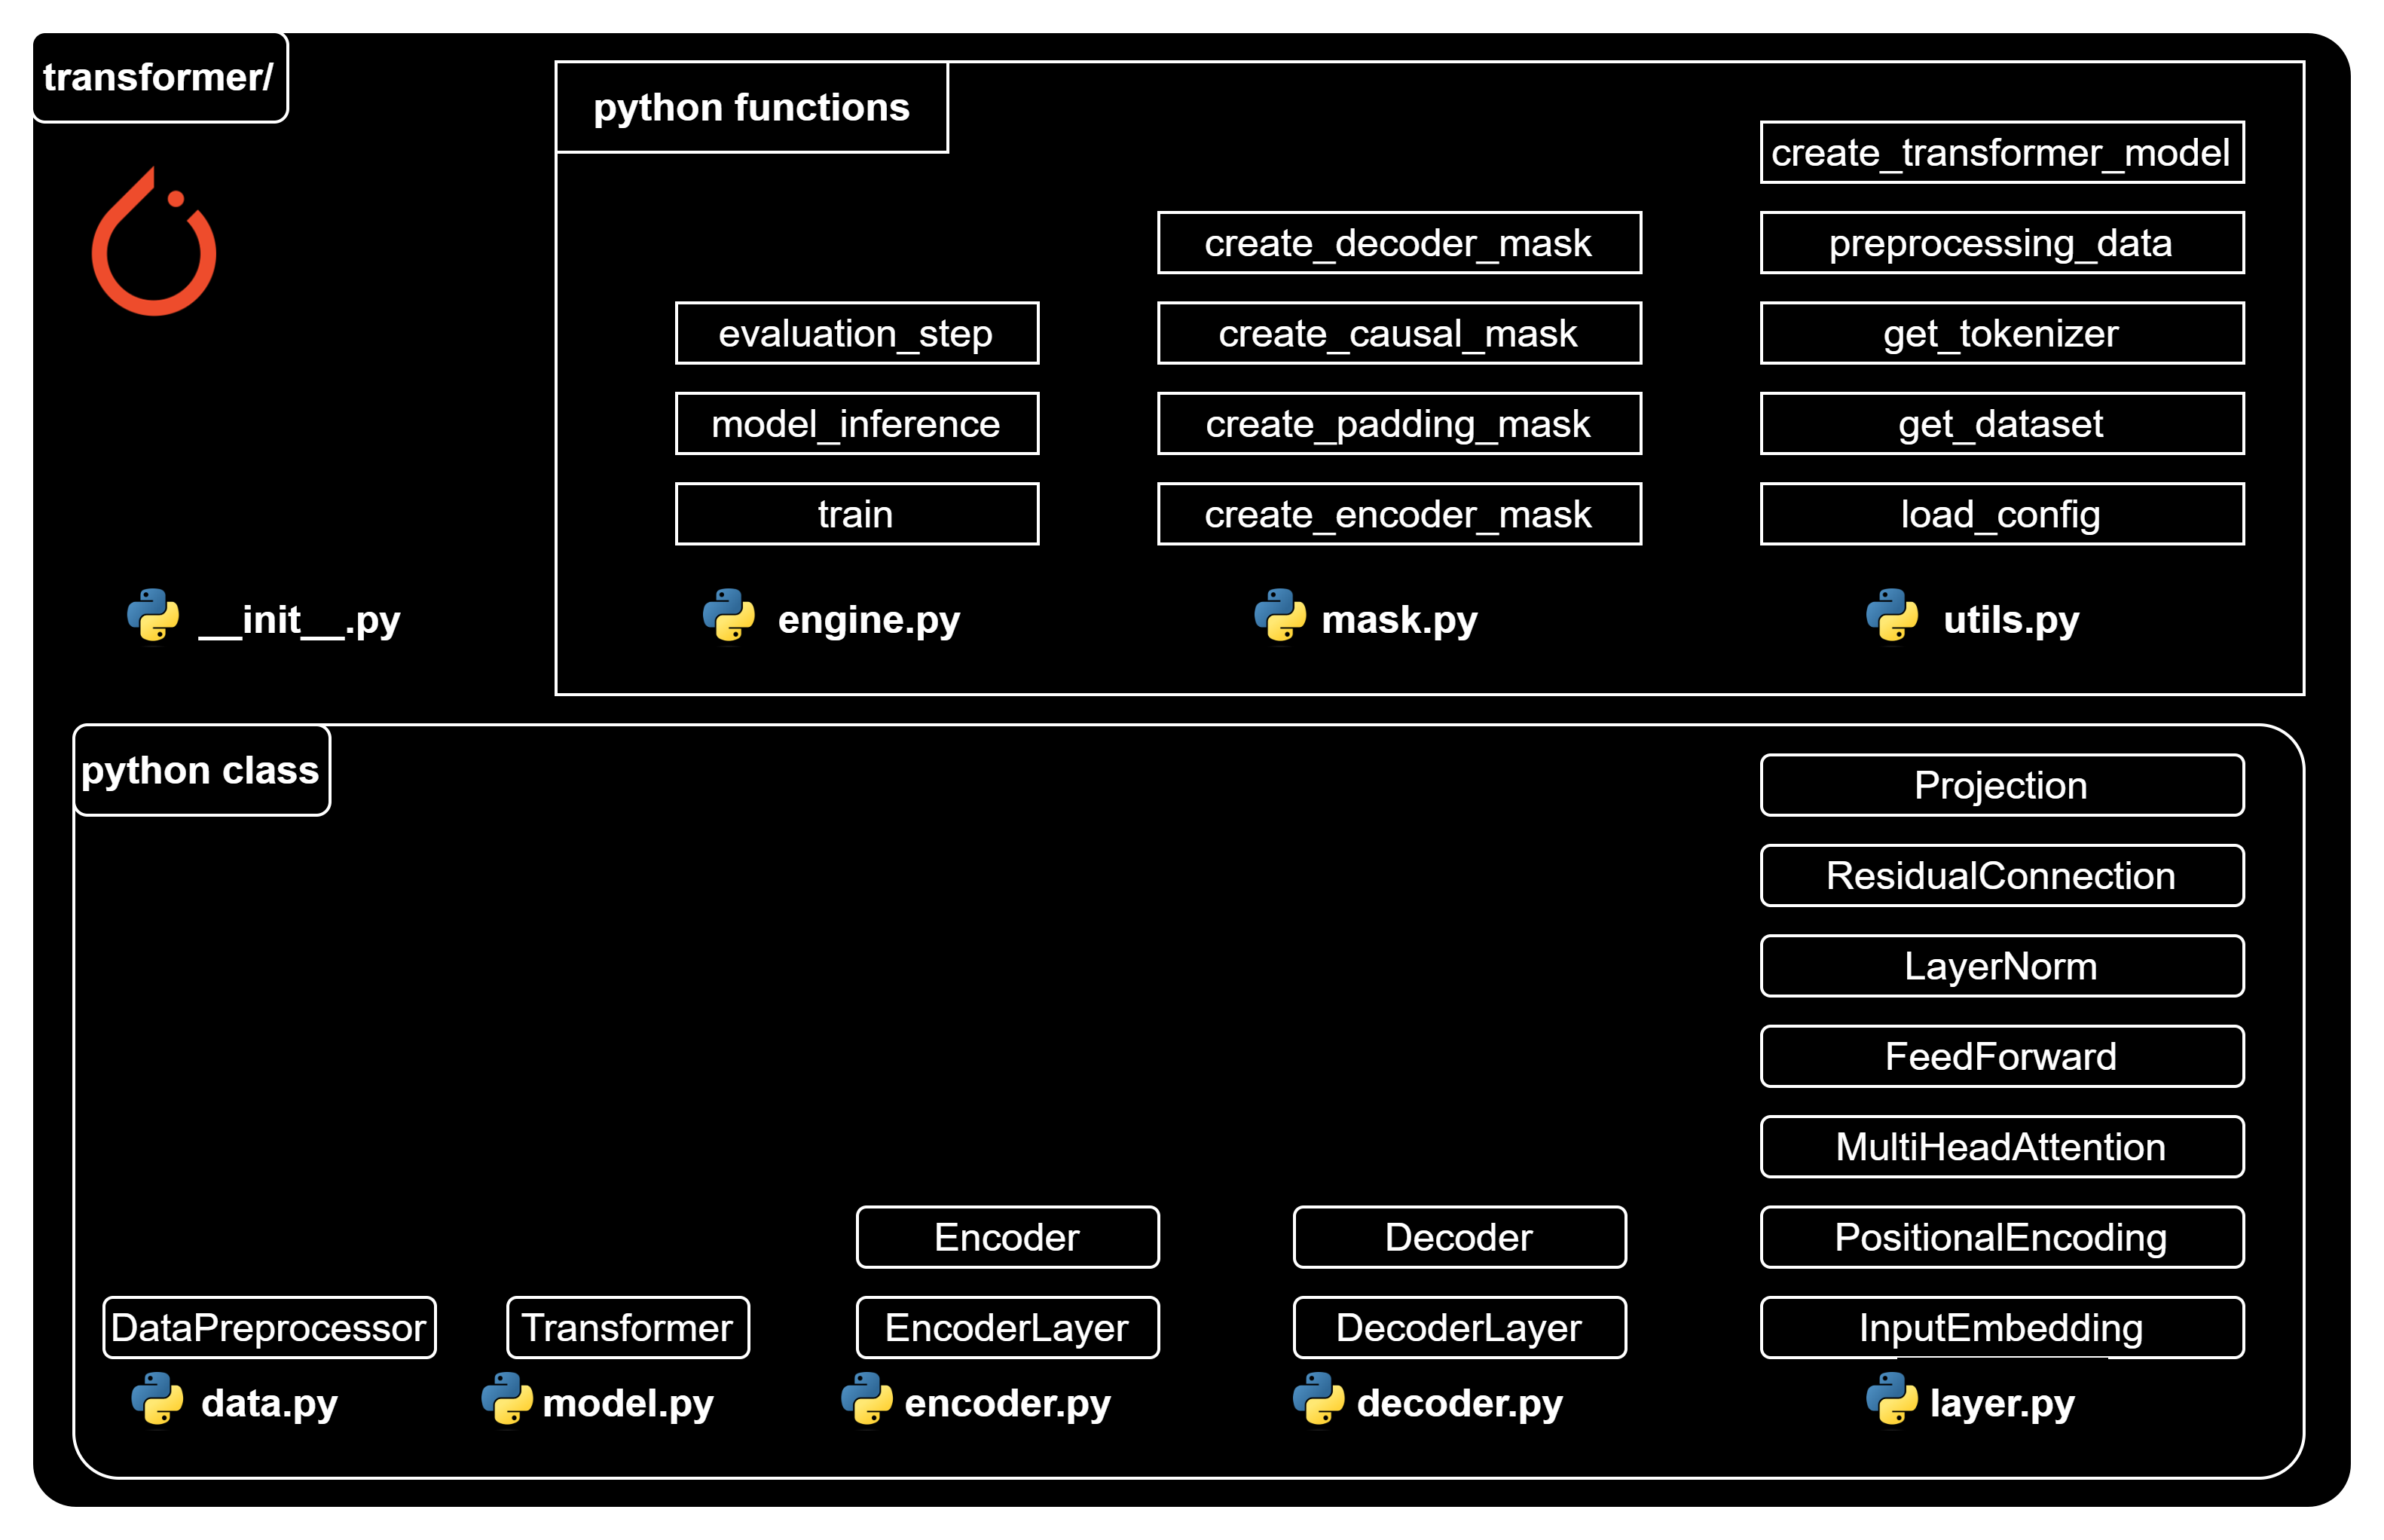 transformer/
python functions
create_transformer_model
create_decoder_mask
preprocessing_data
evaluation_step
create_causal_mask
get_tokenizer
model_inference
create_padding_mask
get_dataset
train
create_encoder_mask
load_config
__init__.py
engine.py
mask.py
utils.py
python class
Projection
ResidualConnection
LayerNorm
FeedForward
MultiHeadAttention
Encoder
Decoder
PositionalEncoding
DataPreprocessor
Transformer
EncoderLayer
DecoderLayer
InputEmbedding
data.py
model.py
encoder.py
decoder.py
layer.py